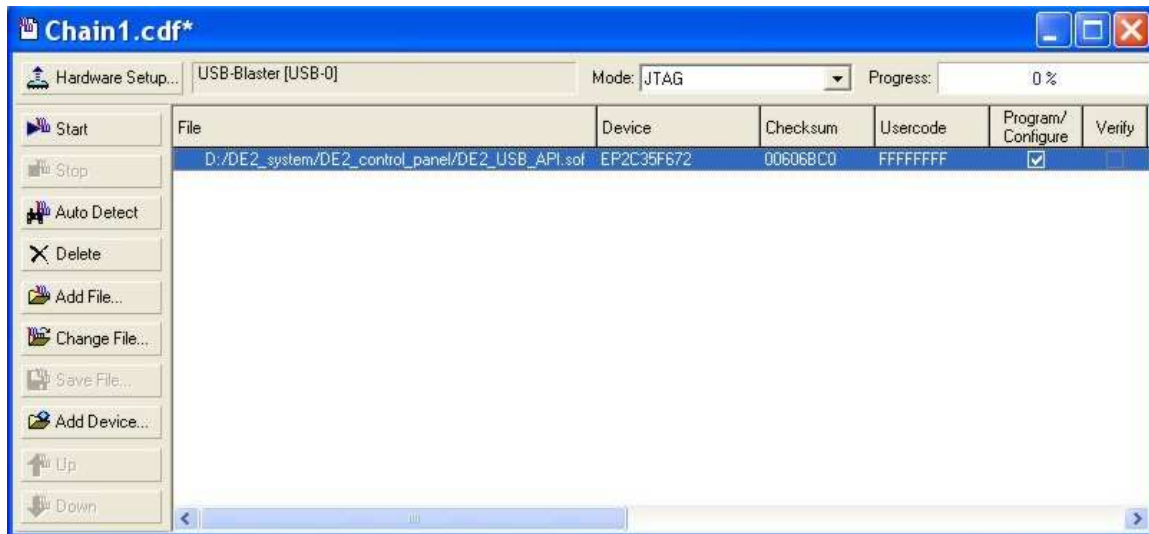 Chain1.cdf*
Hardware Setup... USB-Blaster [USB-0] Mode: JTAG Progress: 0 %
Start
Stop
Auto Detect
Delete
Add File...
Change File...
Save File...
Add Device...
Up
Down
File Device Checksum Usercode Program/
Configure Verify
D:/DE2_system/DE2_control_panel/DE2_USB_API.sof EP2C35F672 00606BC0 FFFFFFFF